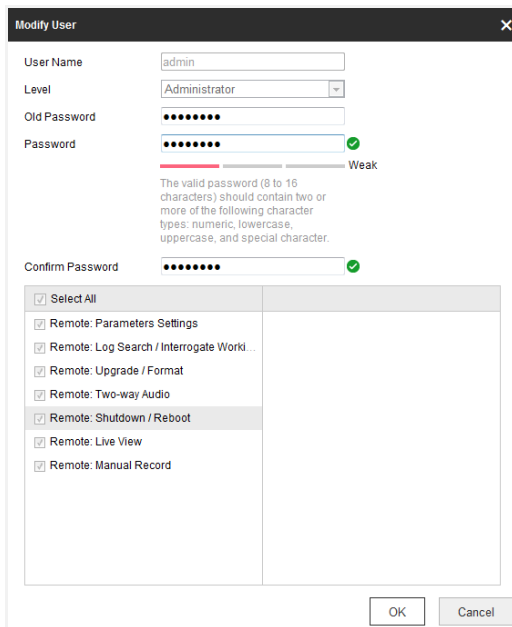 Modify User
User Name admin
Level Administrator
Old Password ●●●●●●●●
Password ●●●●●●●●
Weak
The valid password (8 to 16
characters) should contain two or
more of the following character
types: numeric, lowercase,
uppercase, and special character.
Confirm Password ●●●●●●●●
Select All
Remote: Parameters Settings
Remote: Log Search / Interrogate Worki...
Remote: Upgrade / Format
Remote: Two-way Audio
Remote: Shutdown / Reboot
Remote: Live View
Remote: Manual Record
OK Cancel